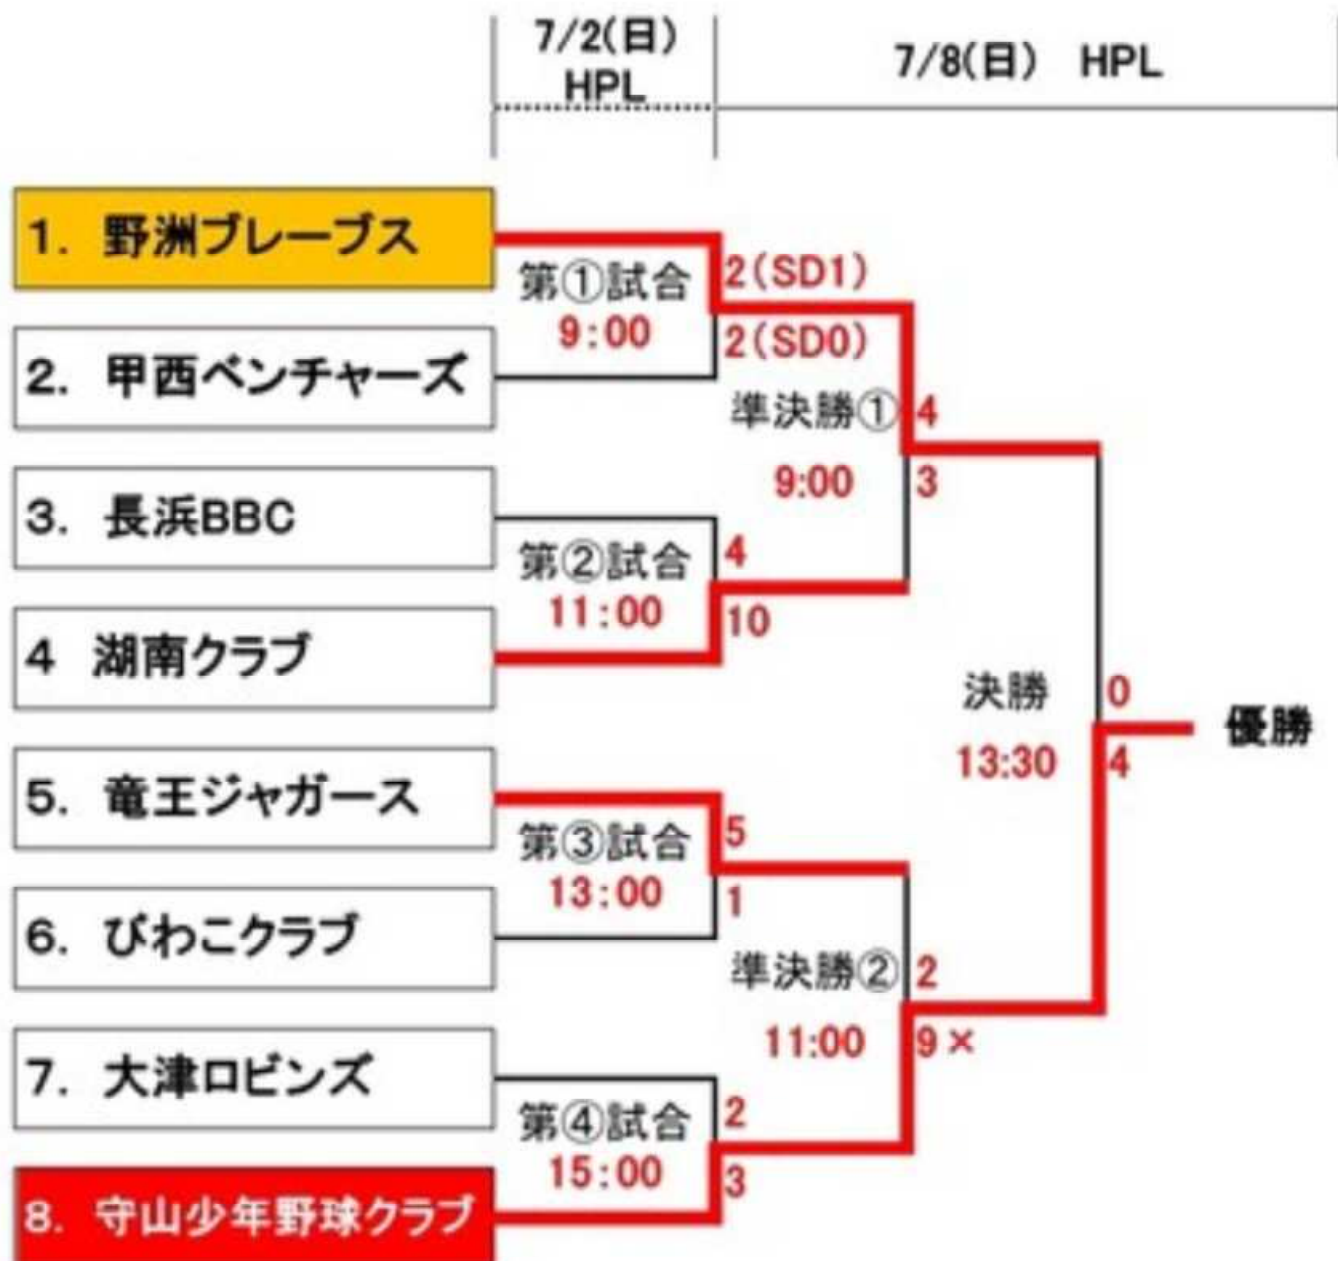 7/2(日)
HPL
7/8(日) HPL
1. 野洲ブレーブス
第①試合
9:00
2(SD1)
2(SD0)
2. 甲西ベンチャーズ
準決勝①
9:00
4
3
3. 長浜BBC
第②試合
11:00
4
10
4 湖南クラブ
決勝
13:30
0
4
優勝
5. 竜王ジャガース
第③試合
13:00
5
1
6. びわこクラブ
準決勝②
11:00
2
9×
7. 大津ロビンズ
第④試合
15:00
2
3
8. 守山少年野球クラブ